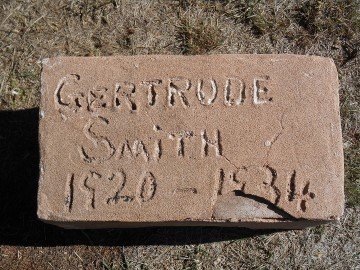 GERTRUDE
SMITH
1920 - 1934